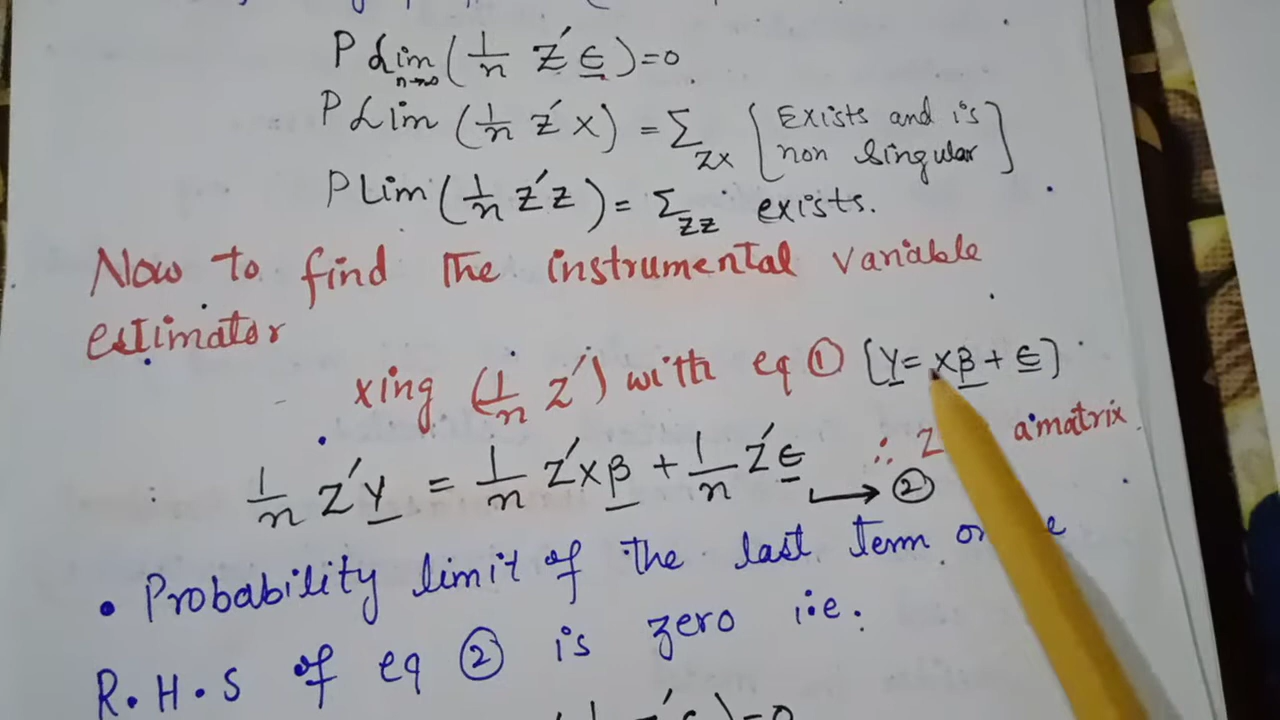 P Lim n→∞ (1/n Z′ϵ) = 0
P Lim (1/n Z′X) = Σ_ZX [Exists and is non singular]
P Lim (1/n Z′Z) = Σ_ZZ exists.
Now to find the instrumental variable
estimator
xing (1/n Z′) with eq ① [Y = Xβ + ϵ]
∴ Z a matrix
1/n Z′Y = 1/n Z′Xβ + 1/n Z′ϵ → ②
• Probability limit of the last term
R.H.S of eq ② is zero i.e.
= 0